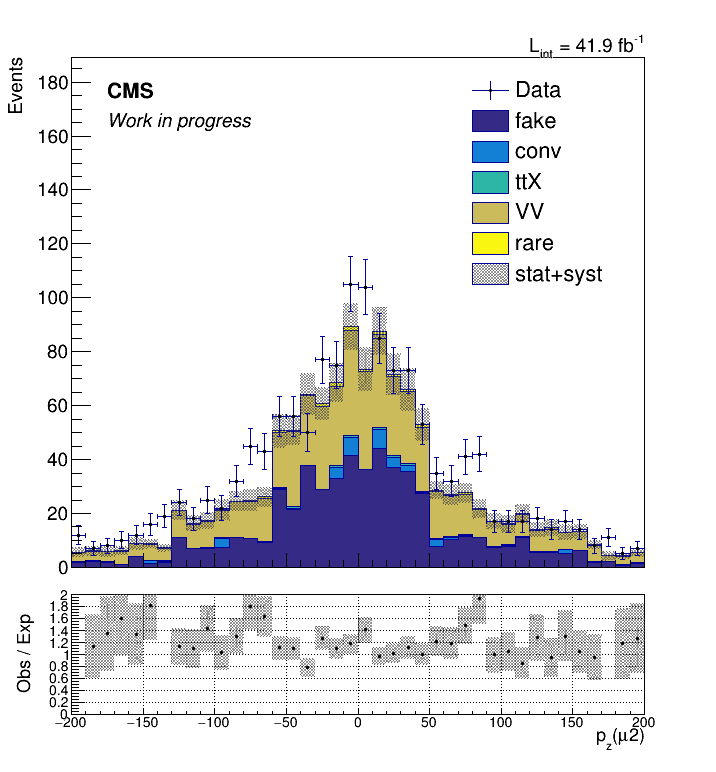 L_int = 41.9 fb^-1
Events
CMS
Work in progress
Data
fake
conv
ttX
VV
rare
stat+syst
180
160
140
120
100
80
60
40
20
0
Obs / Exp
2
1.8
1.6
1.4
1.2
1
0.8
0.6
0.4
0.2
0
−200 −150 −100 −50 0 50 100 150 200
p_z(μ2)